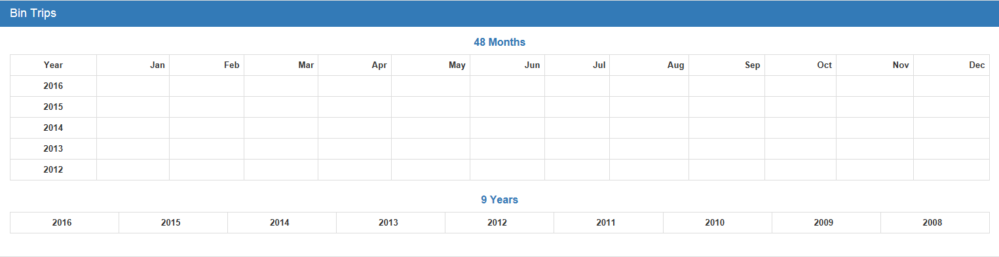 Bin Trips
48 Months
Year Jan Feb Mar Apr May Jun Jul Aug Sep Oct Nov Dec
2016
2015
2014
2013
2012
9 Years
2016 2015 2014 2013 2012 2011 2010 2009 2008